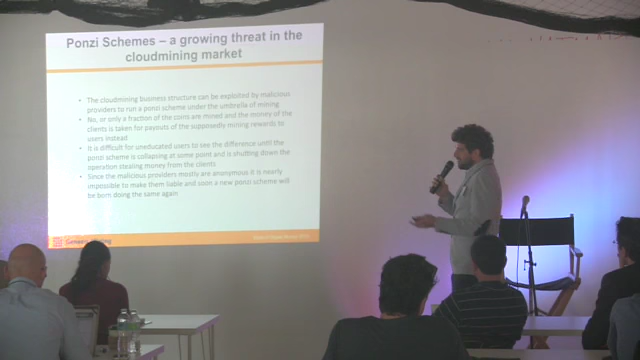 Ponzi Schemes – a growing threat in the
cloudmining market
• The cloudmining business structure can be exploited by malicious
providers to run a ponzi scheme under the umbrella of mining
• No, or only a fraction of the coins are mined and the money of the
clients is taken for payouts of the supposedly mining rewards to
users instead
• It is difficult for uneducated users to see the difference until the
ponzi scheme is collapsing at some point and is shutting down the
operation stealing money from the clients
• Since the malicious providers mostly are anonymous it is nearly
impossible to make them liable and soon a new ponzi scheme will
be born doing the same again